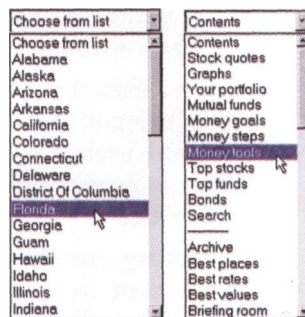 Choose from list
Choose from list
Alabama
Alaska
Arizona
Arkansas
California
Colorado
Connecticut
Delaware
District Of Columbia
Florida
Georgia
Guam
Hawaii
Idaho
Illinois
Indiana
Contents
Contents
Stock quotes
Graphs
Your portfolio
Mutual funds
Money goals
Money steps
Money tools
Top stocks
Top funds
Bonds
Search
Archive
Best places
Best rates
Best values
Briefing room